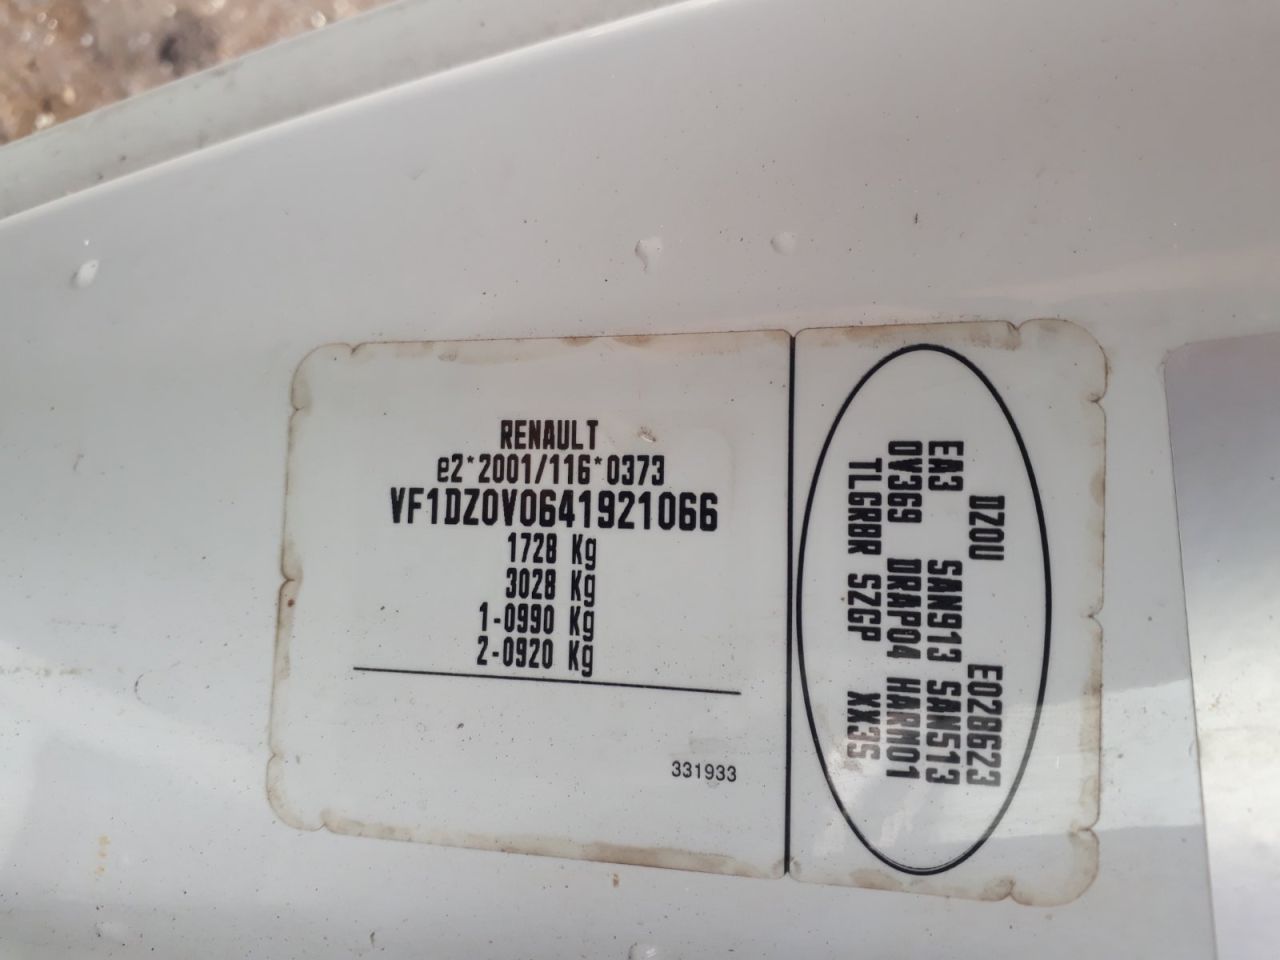 RENAULT
e2*2001/116*0373
VF1DZ0V0641921066
1728 Kg
3028 Kg
1-0990 Kg
2-0920 Kg
331933
DZ0U E028623
EA3 SAN913 SAN513
0V369 DRAP04 HARM01
TLGRBR SZGP XX3S